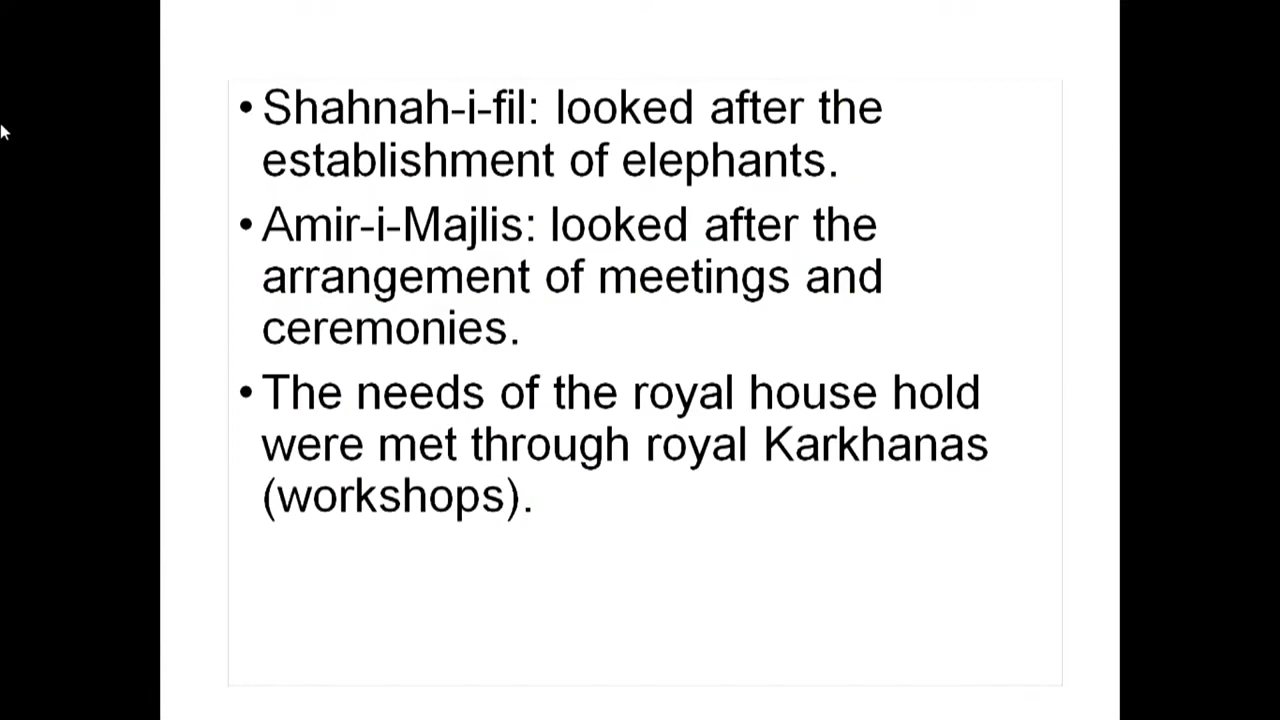 • Shahnah-i-fil: looked after the
establishment of elephants.
• Amir-i-Majlis: looked after the
arrangement of meetings and
ceremonies.
• The needs of the royal house hold
were met through royal Karkhanas
(workshops).